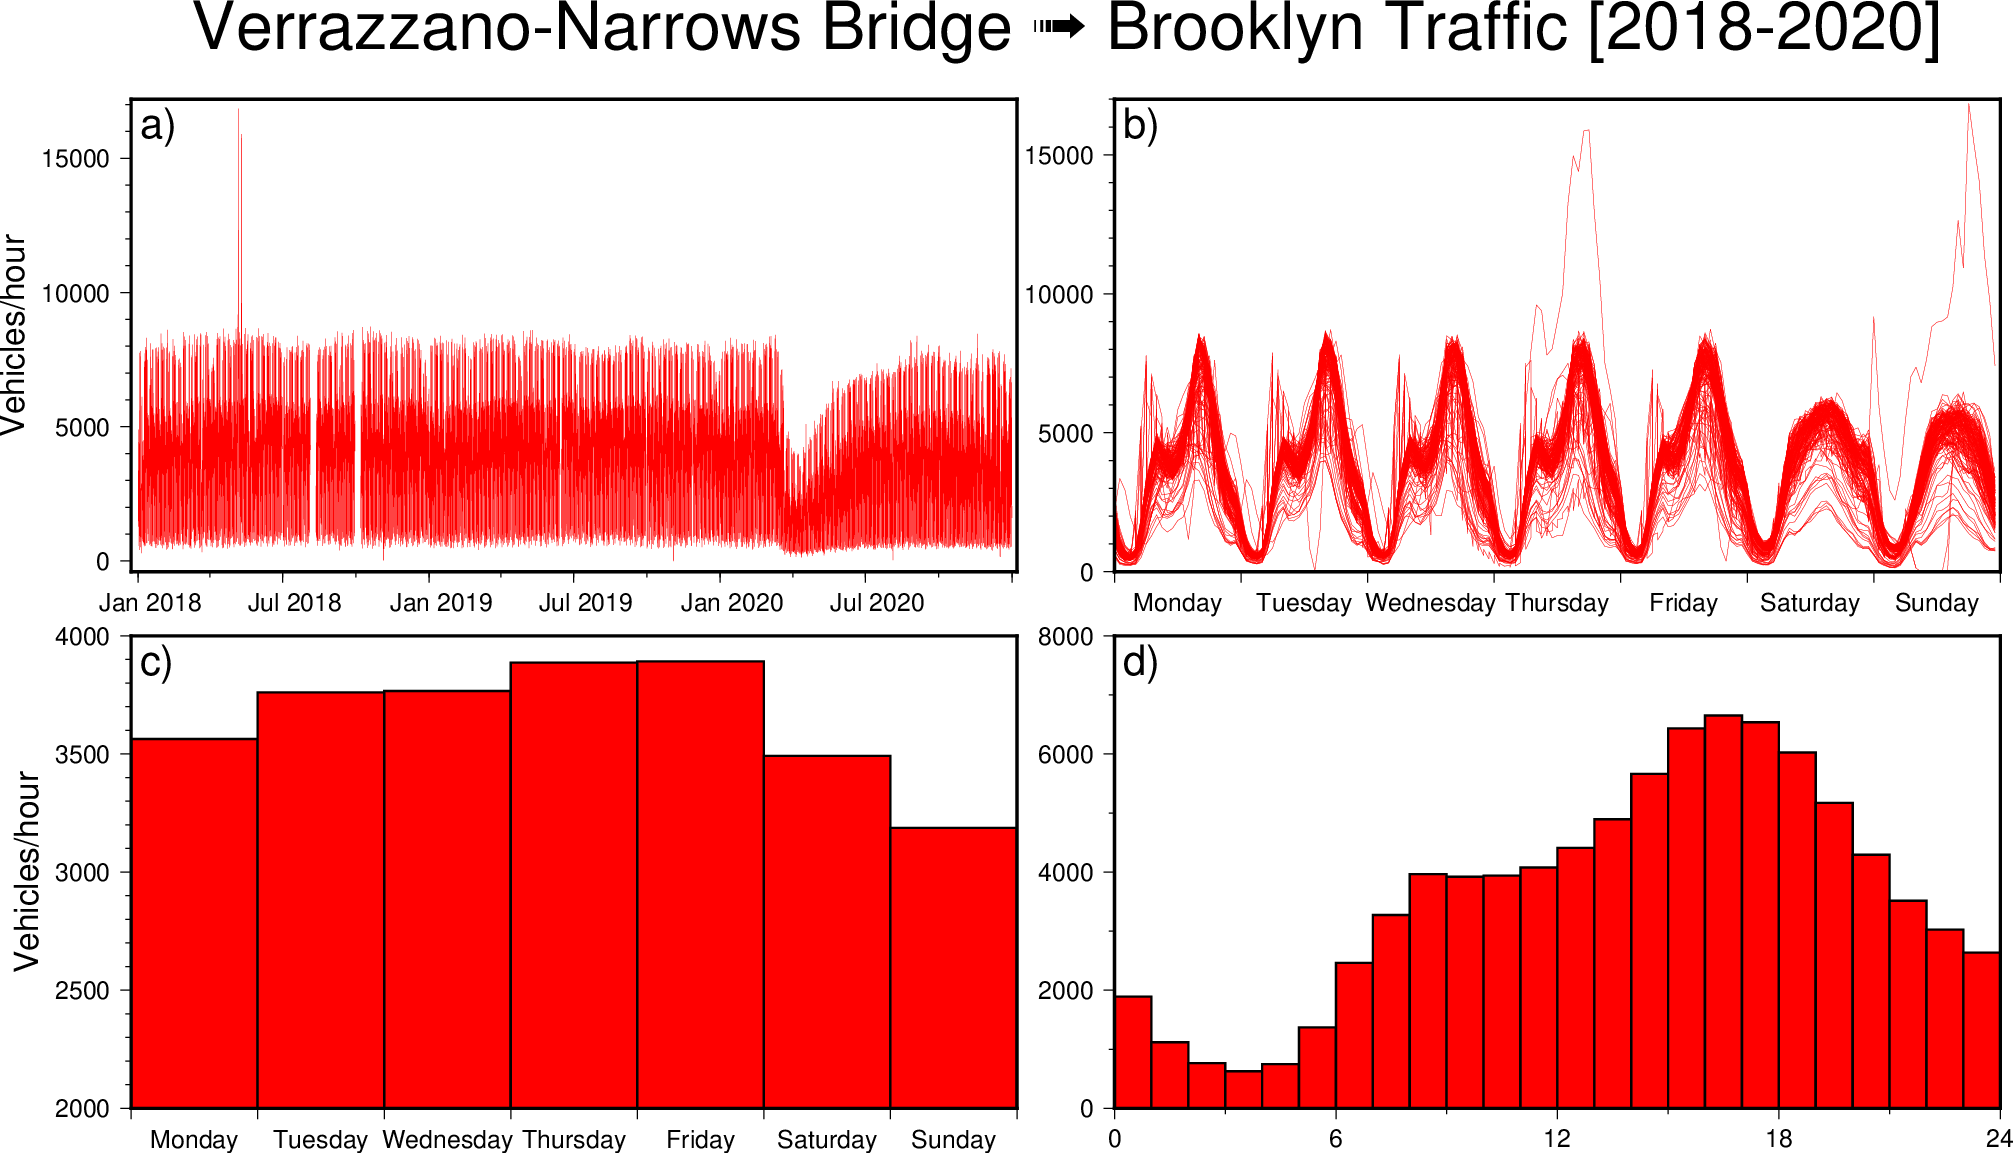 Verrazzano-Narrows Bridge ➠ Brooklyn Traffic [2018-2020]
a)
Vehicles/hour
15000
10000
5000
0
Jan 2018 Jul 2018 Jan 2019 Jul 2019 Jan 2020 Jul 2020
b)
15000
10000
5000
0
Monday Tuesday Wednesday Thursday Friday Saturday Sunday
c)
Vehicles/hour
4000
3500
3000
2500
2000
Monday Tuesday Wednesday Thursday Friday Saturday Sunday
d)
8000
6000
4000
2000
0
0 6 12 18 24